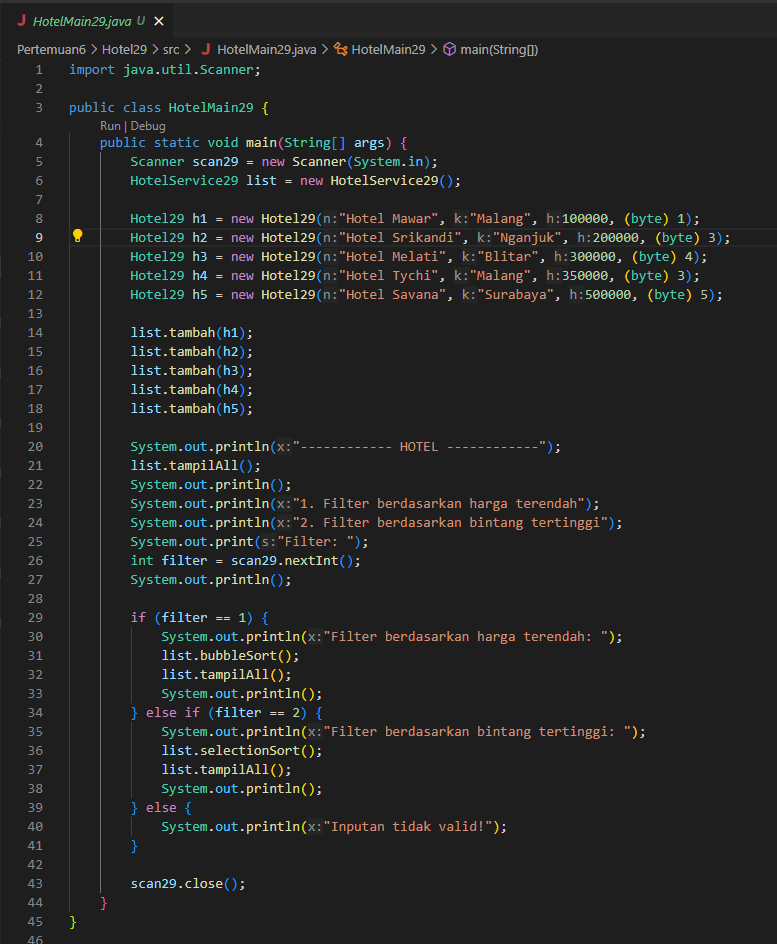 J HotelMain29.java U ×
Pertemuan6 > Hotel29 > src > J HotelMain29.java > HotelMain29 > main(String[])
1 import java.util.Scanner;
2
3 public class HotelMain29 {
Run | Debug
4 public static void main(String[] args) {
5 Scanner scan29 = new Scanner(System.in);
6 HotelService29 list = new HotelService29();
7
8 Hotel29 h1 = new Hotel29(n:"Hotel Mawar", k:"Malang", h:100000, (byte) 1);
9 Hotel29 h2 = new Hotel29(n:"Hotel Srikandi", k:"Nganjuk", h:200000, (byte) 3);
10 Hotel29 h3 = new Hotel29(n:"Hotel Melati", k:"Blitar", h:300000, (byte) 4);
11 Hotel29 h4 = new Hotel29(n:"Hotel Tychi", k:"Malang", h:350000, (byte) 3);
12 Hotel29 h5 = new Hotel29(n:"Hotel Savana", k:"Surabaya", h:500000, (byte) 5);
13
14 list.tambah(h1);
15 list.tambah(h2);
16 list.tambah(h3);
17 list.tambah(h4);
18 list.tambah(h5);
19
20 System.out.println(x:"------------ HOTEL ------------");
21 list.tampilAll();
22 System.out.println();
23 System.out.println(x:"1. Filter berdasarkan harga terendah");
24 System.out.println(x:"2. Filter berdasarkan bintang tertinggi");
25 System.out.print(s:"Filter: ");
26 int filter = scan29.nextInt();
27 System.out.println();
28
29 if (filter == 1) {
30 System.out.println(x:"Filter berdasarkan harga terendah: ");
31 list.bubbleSort();
32 list.tampilAll();
33 System.out.println();
34 } else if (filter == 2) {
35 System.out.println(x:"Filter berdasarkan bintang tertinggi: ");
36 list.selectionSort();
37 list.tampilAll();
38 System.out.println();
39 } else {
40 System.out.println(x:"Inputan tidak valid!");
41 }
42
43 scan29.close();
44 }
45 }
46